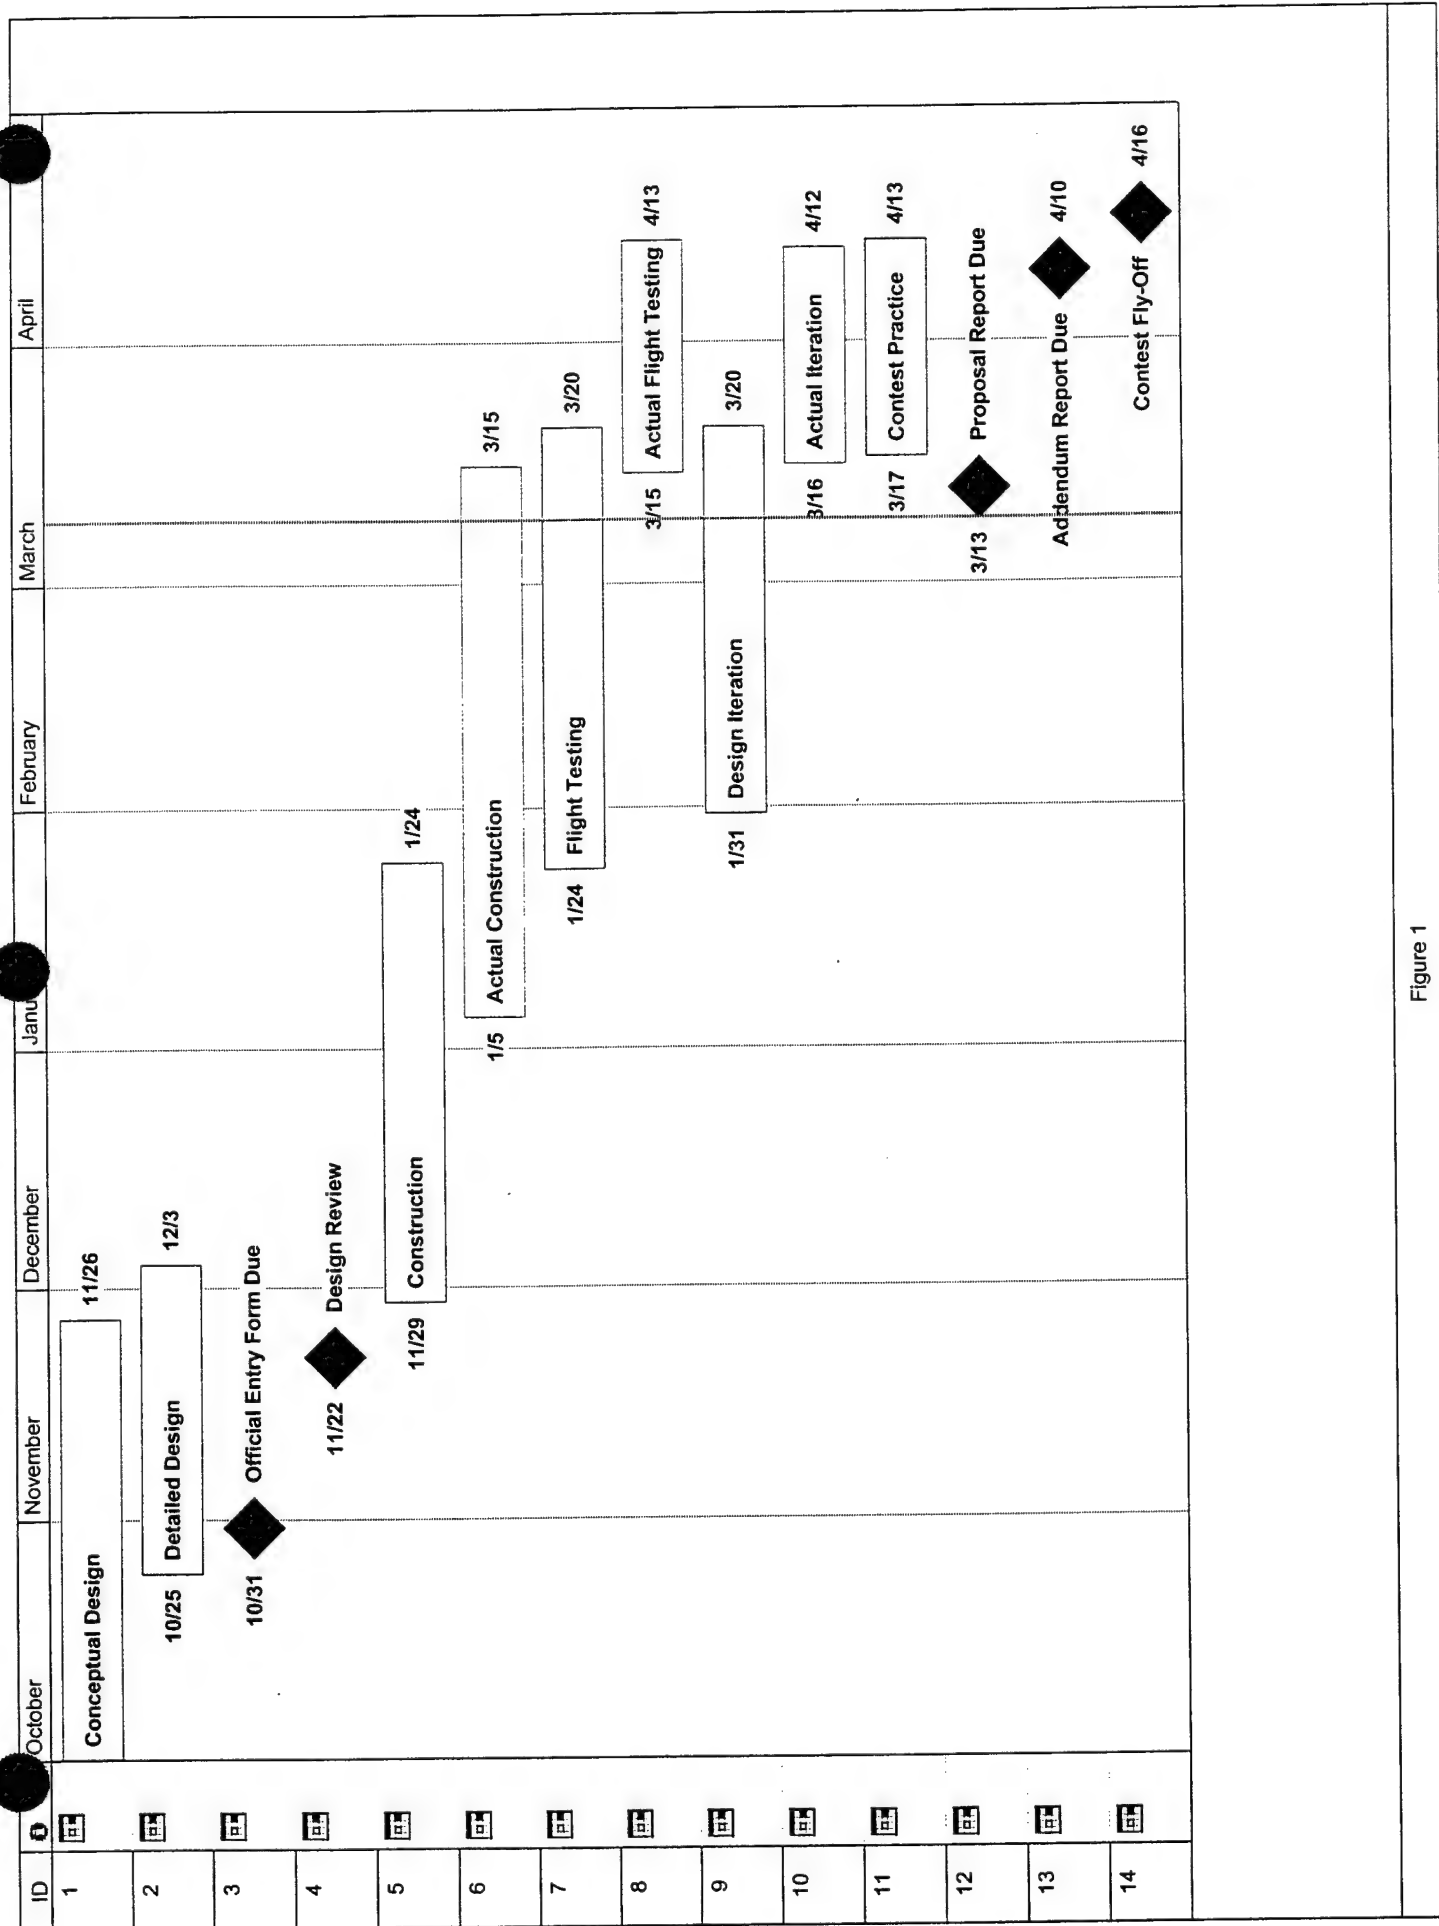 ID October November December Janu February March April
1 Conceptual Design 11/26
2 10/25 Detailed Design 12/3
3 10/31 Official Entry Form Due
4 11/22 Design Review
5 11/29 Construction 1/24
6 1/5 Actual Construction 3/15
7 1/24 Flight Testing 3/20
8 3/15 Actual Flight Testing 4/13
9 1/31 Design Iteration 3/20
10 3/16 Actual Iteration 4/12
11 3/17 Contest Practice 4/13
12 3/13 Proposal Report Due
13 Addendum Report Due 4/10
14 Contest Fly-Off 4/16
Figure 1